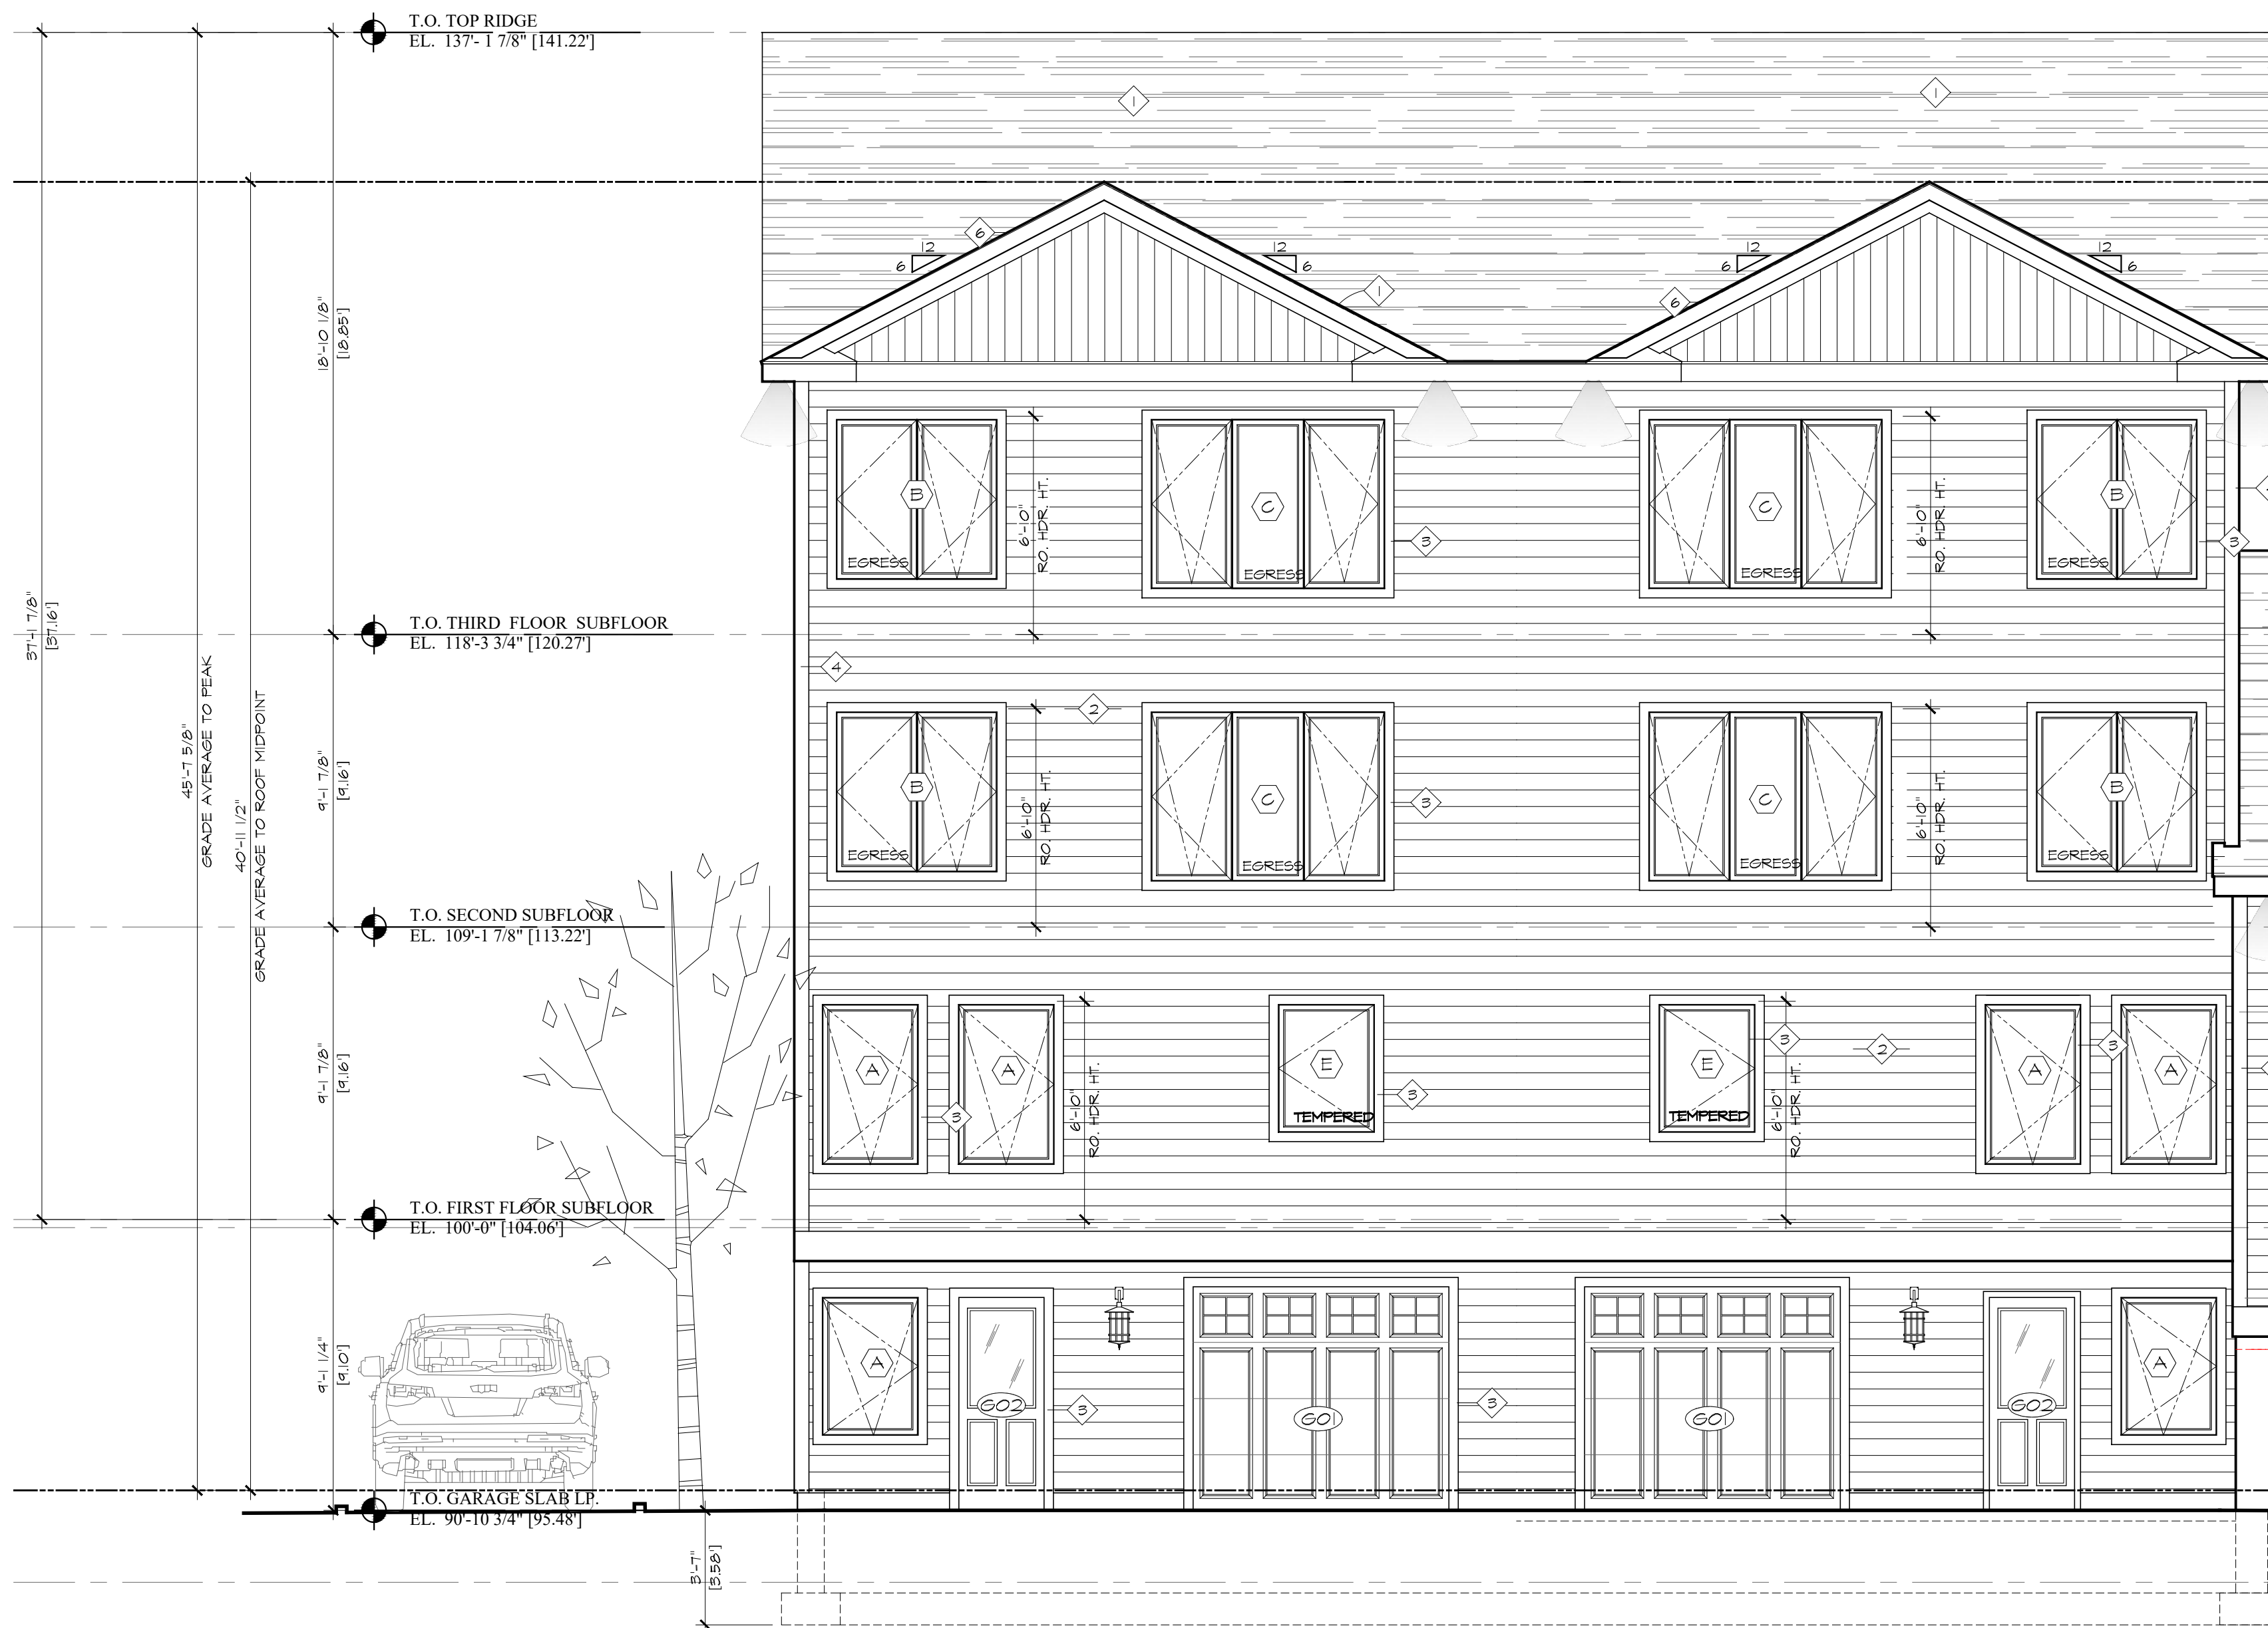 T.O. TOP RIDGE
EL. 137'- 1 7/8" [141.22']
1
1
6
12
6
12
6
12
6
12
6
1
6
18'-10 1/8"
[18.85']
B
EGRESS
6'-10"
RO. HDR. HT.
C
EGRESS
3
C
EGRESS
6'-10"
RO. HDR. HT.
B
EGRESS
3
37'-1 7/8"
[37.16']
T.O. THIRD FLOOR SUBFLOOR
EL. 118'-3 3/4" [120.27']
4
2
45'-7 5/8"
GRADE AVERAGE TO PEAK
40'-11 1/2"
GRADE AVERAGE TO ROOF MIDPOINT
9'-1 7/8"
[9.16']
B
EGRESS
6'-10"
RO. HDR. HT.
C
EGRESS
3
C
EGRESS
6'-10"
RO. HDR. HT.
B
EGRESS
T.O. SECOND SUBFLOOR
EL. 109'-1 7/8" [113.22']
9'-1 7/8"
[9.16']
A
A
3
6'-10"
RO. HDR. HT.
E
TEMPERED
3
E
TEMPERED
3
6'-10"
RO. HDR. HT.
2
A
3
A
T.O. FIRST FLOOR SUBFLOOR
EL. 100'-0" [104.06']
9'-1 1/4"
[9.10']
A
G02
3
G01
3
G01
G02
A
T.O. GARAGE SLAB LP.
EL. 90'-10 3/4" [95.48']
3'-7"
[3.58']